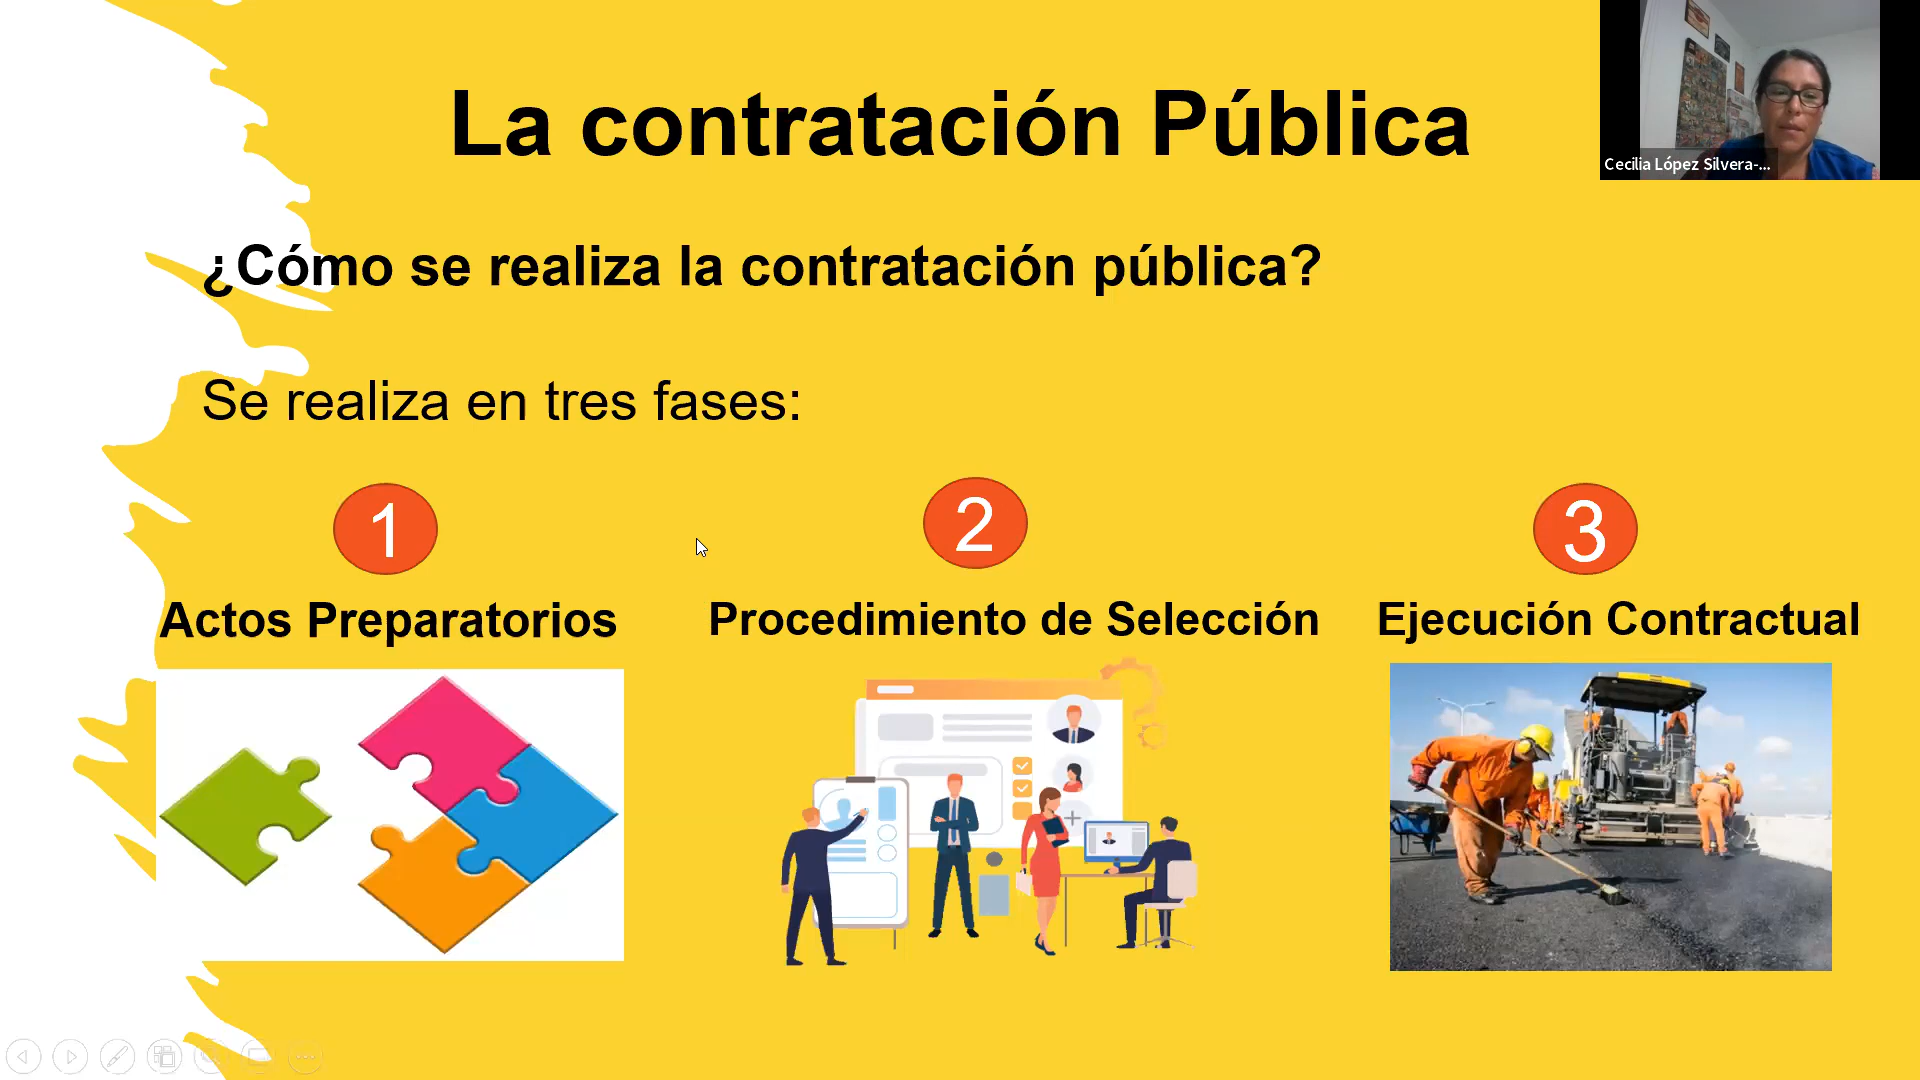 La contratación Pública
Cecilia López Silvera-...
¿Cómo se realiza la contratación pública?
Se realiza en tres fases:
1
2
3
Actos Preparatorios
Procedimiento de Selección
Ejecución Contractual